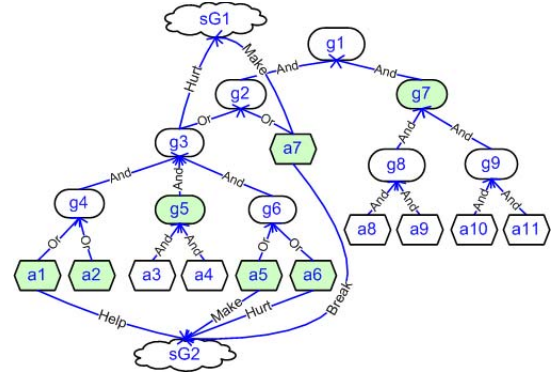 sG1
g1
Make
And
And
Hurt
g2
g7
Or
Or
And
And
g3
a7
And
And
And
g8
g9
g4
g5
g6
And
And
And
And
Or
Or
And
And
Or
Or
a8
a9
a10
a11
a1
a2
a3
a4
a5
a6
Help
Make
Hurt
Break
sG2